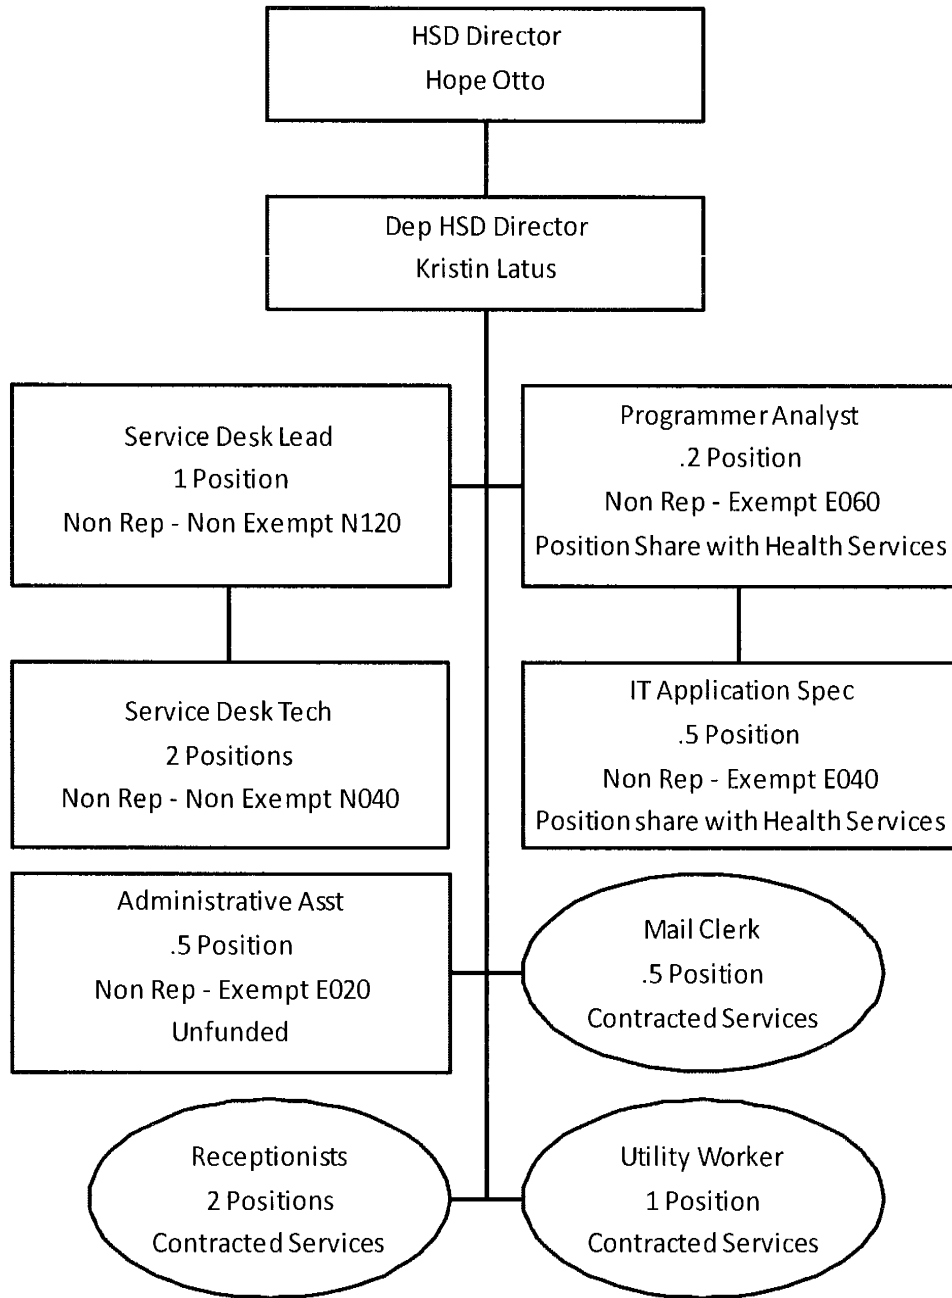 HSD Director
Hope Otto
Dep HSD Director
Kristin Latus
Service Desk Lead
1 Position
Non Rep - Non Exempt N120
Programmer Analyst
.2 Position
Non Rep - Exempt E060
Position Share with Health Services
Service Desk Tech
2 Positions
Non Rep - Non Exempt N040
IT Application Spec
.5 Position
Non Rep - Exempt E040
Position share with Health Services
Administrative Asst
.5 Position
Non Rep - Exempt E020
Unfunded
Mail Clerk
.5 Position
Contracted Services
Receptionists
2 Positions
Contracted Services
Utility Worker
1 Position
Contracted Services